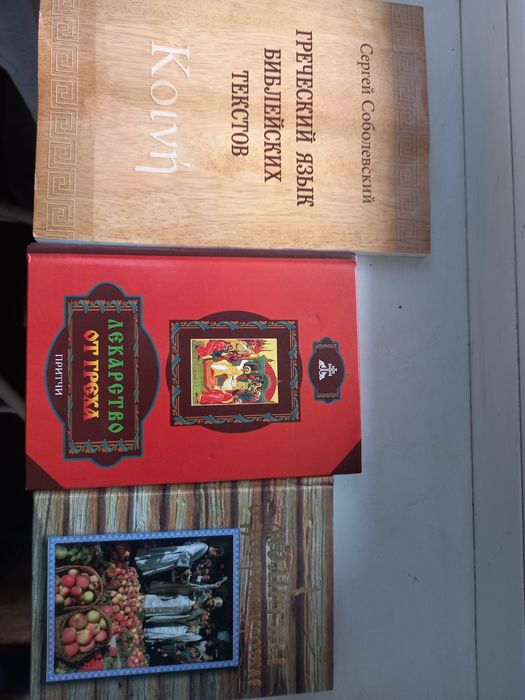 Сергей Соболевский
ГРЕЧЕСКИЙ ЯЗЫК
БИБЛЕЙСКИХ
ТЕКСТОВ
Κοινή
ЛЕКАРСТВО
ОТ ГРЕХА
ПРИТЧИ